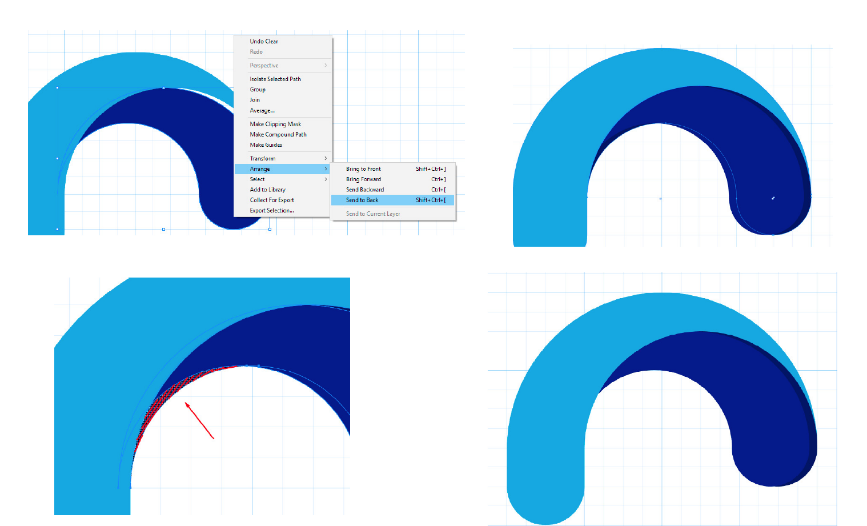 Undo Clear
Redo
Perspective >
Isolate Selected Path
Group
Join
Average...
Make Clipping Mask
Make Compound Path
Make Guides
Transform >
Arrange >
Select >
Add to Library
Collect For Export
Export Selection...
Bring to Front Shift+Ctrl+]
Bring Forward Ctrl+]
Send Backward Ctrl+[
Send to Back Shift+Ctrl+[
Send to Current Layer